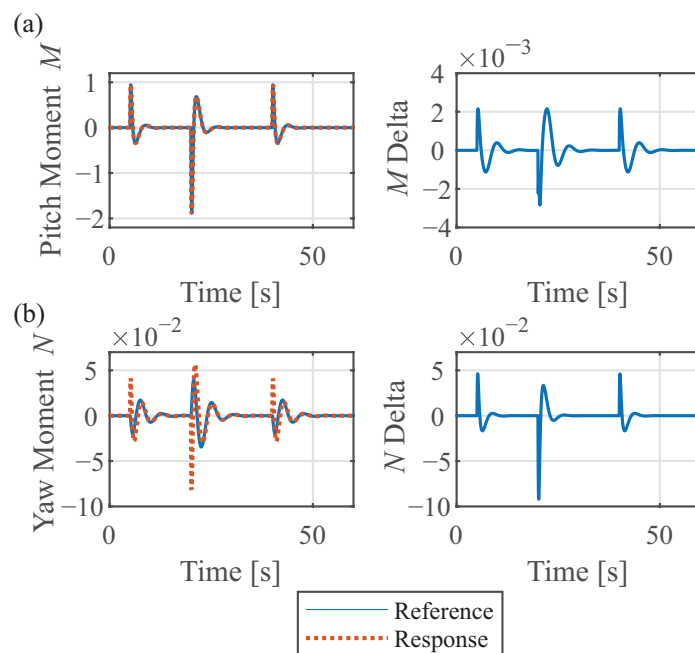 (a)
Pitch Moment M
1
0
−1
−2
0
50
Time [s]
×10−3
M Delta
4
2
0
−2
−4
0
50
Time [s]
(b)
×10−2
Yaw Moment N
5
0
−5
−10
0
50
Time [s]
×10−2
N Delta
5
0
−5
−10
0
50
Time [s]
Reference
Response